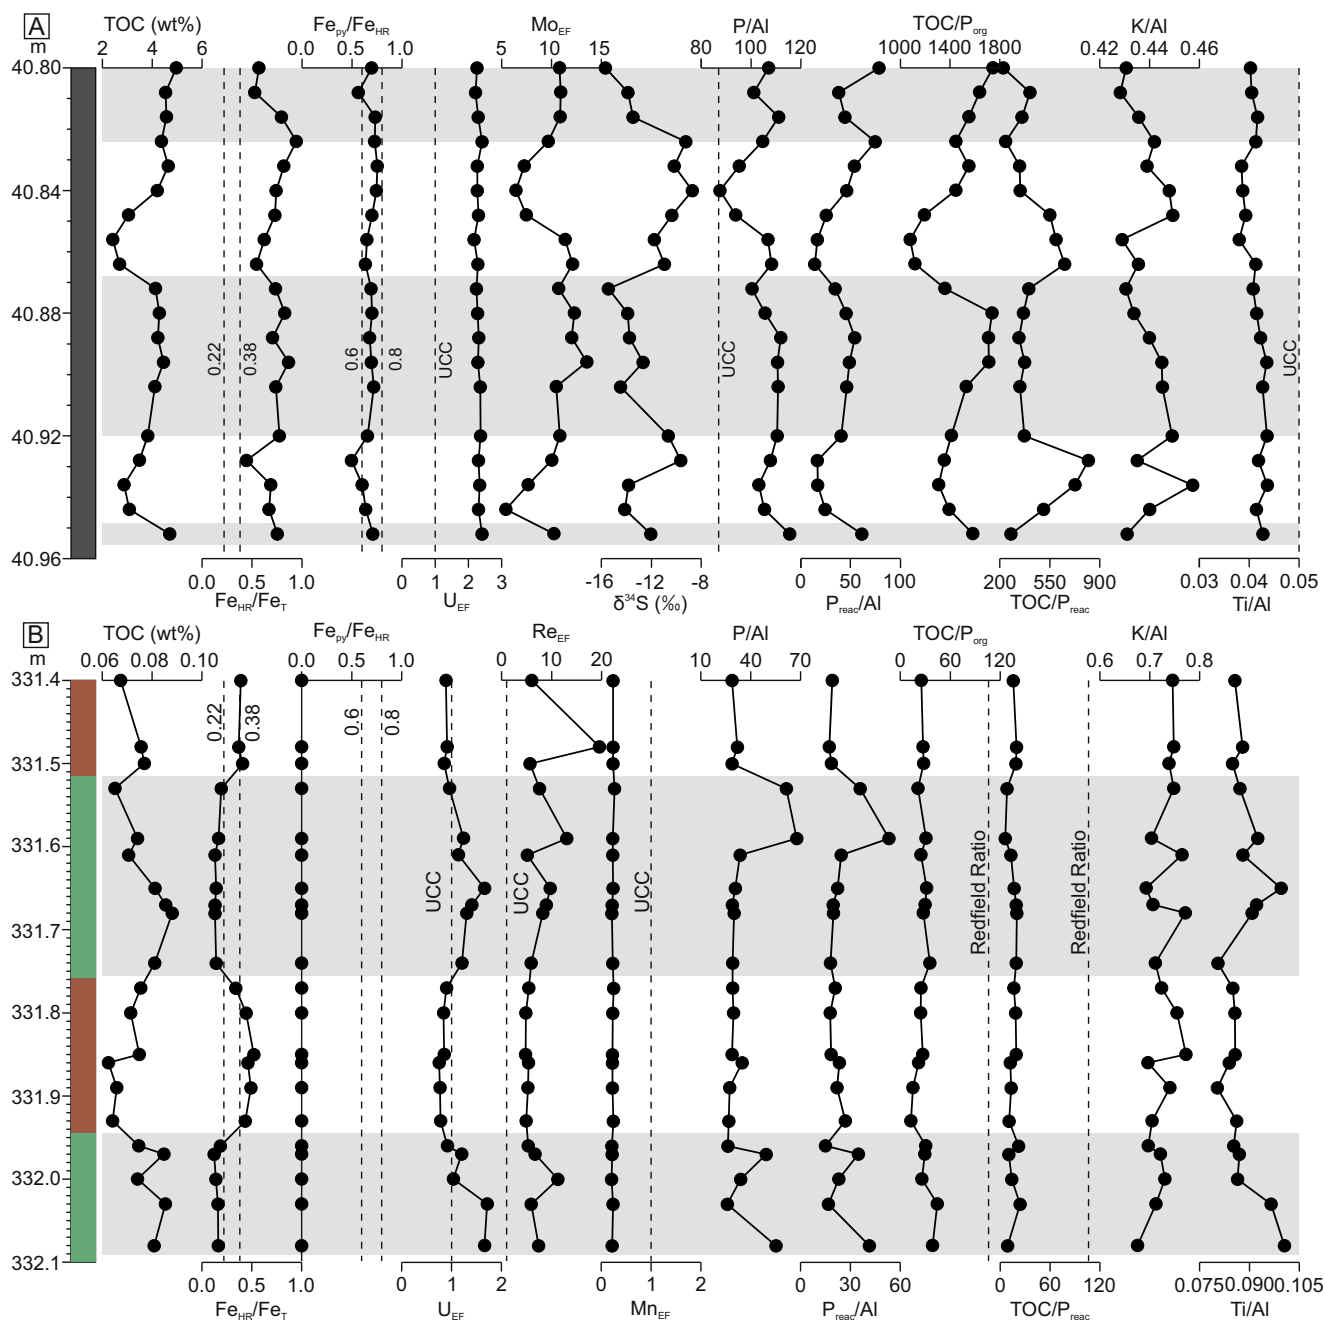 A
TOC (wt%) Fepy/FeHR MoEF P/Al TOC/Porg K/Al
m 2 4 6 0.0 0.5 1.0 5 10 15 80 100 120 1000 1400 1800 0.42 0.44 0.46
40.80
40.84
40.88
0.22 0.38 0.6 0.8 UCC UCC UCC
40.92
40.96
0.0 0.5 1.0 0 1 2 3 -16 -12 -8 0 50 100 200 550 900 0.03 0.04 0.05
FeHR/FeT UEF δ34S (‰) Preac/Al TOC/Preac Ti/Al
B
TOC (wt%) Fepy/FeHR ReEF P/Al TOC/Porg K/Al
m 0.06 0.08 0.10 0.0 0.5 1.0 0 10 20 10 40 70 0 60 120 0.6 0.7 0.8
331.4
0.22 0.38 0.6 0.8
331.5
331.6
UCC UCC UCC Redfield Ratio Redfield Ratio
331.7
331.8
331.9
332.0
332.1
0.0 0.5 1.0 0 1 2 0 1 2 0 30 60 0 60 120 0.075 0.090 0.105
FeHR/FeT UEF MnEF Preac/Al TOC/Preac Ti/Al